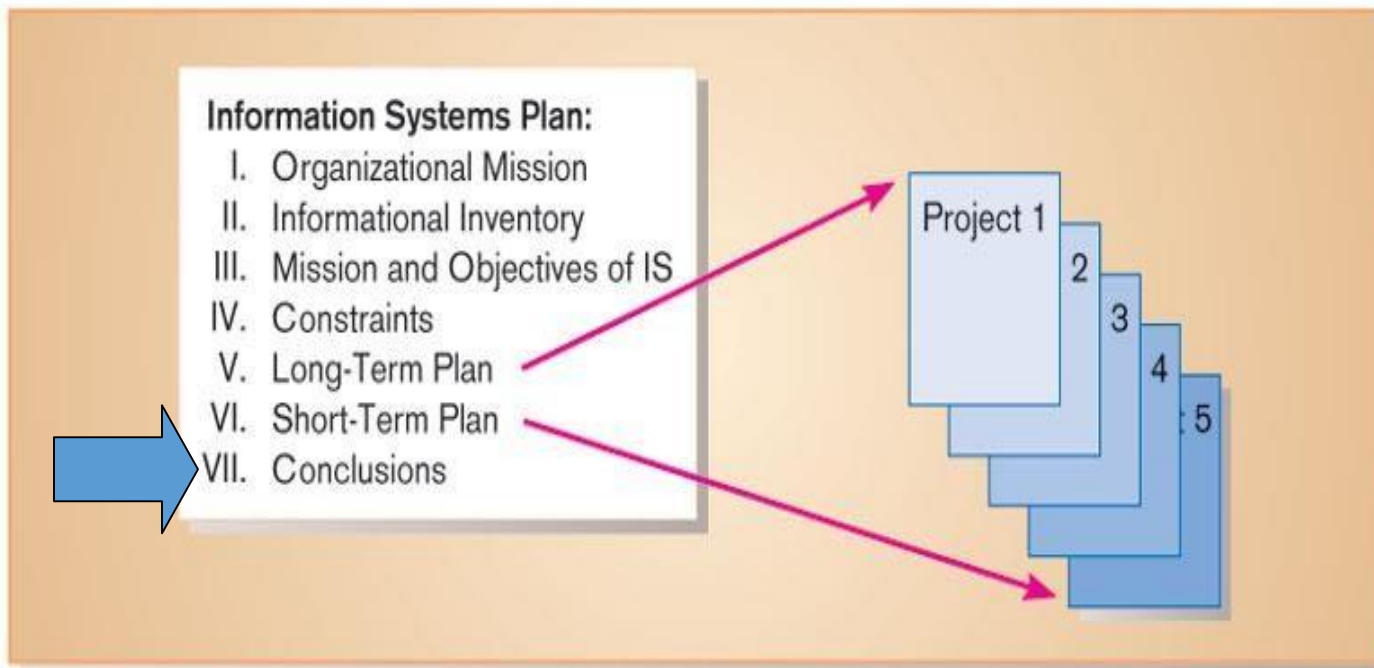 Information Systems Plan:
I. Organizational Mission
II. Informational Inventory
III. Mission and Objectives of IS
IV. Constraints
V. Long-Term Plan
VI. Short-Term Plan
VII. Conclusions
Project 1
2
3
4
5